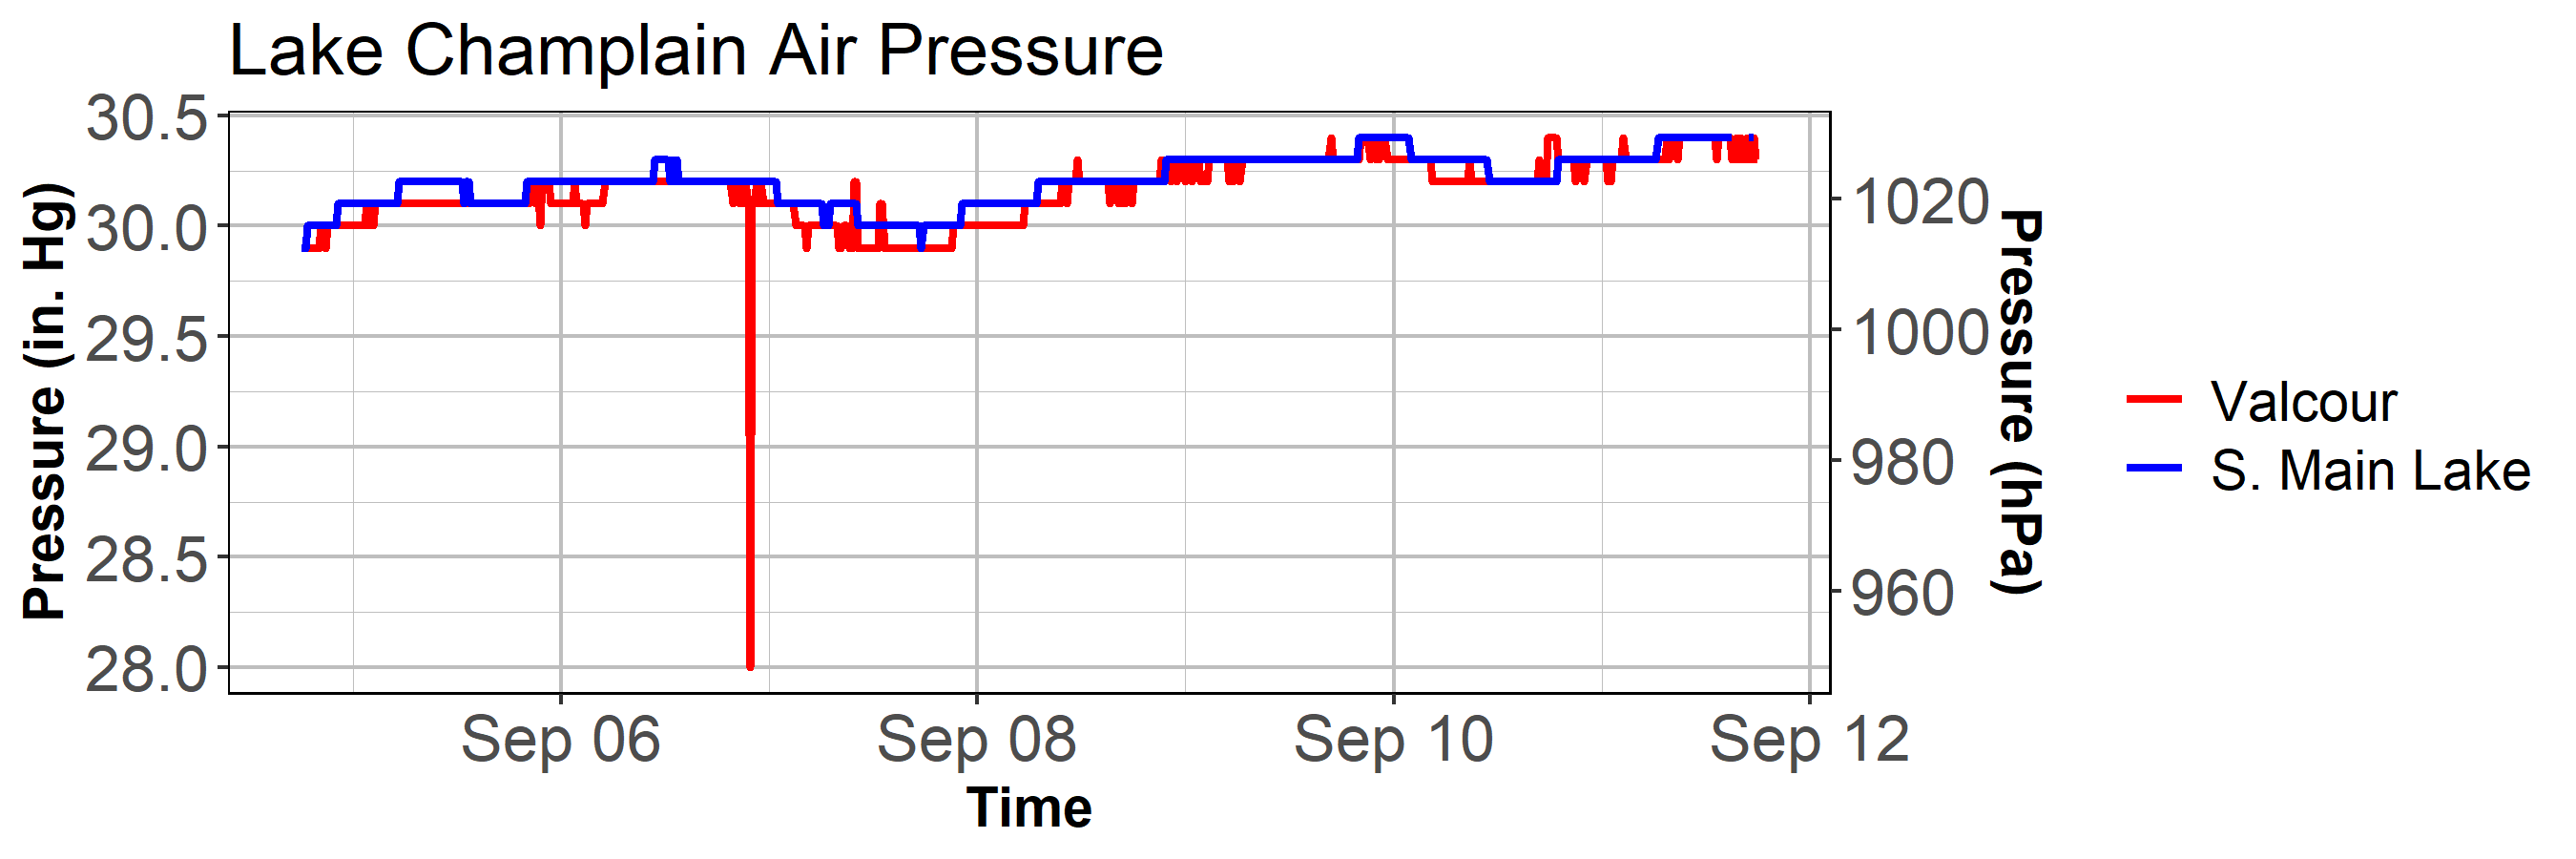 Lake Champlain Air Pressure
Pressure (in. Hg)
30.5
30.0
29.5
29.0
28.5
28.0
1020
1000
980
960
Pressure (hPa)
Sep 06
Sep 08
Sep 10
Sep 12
Time
Valcour
S. Main Lake